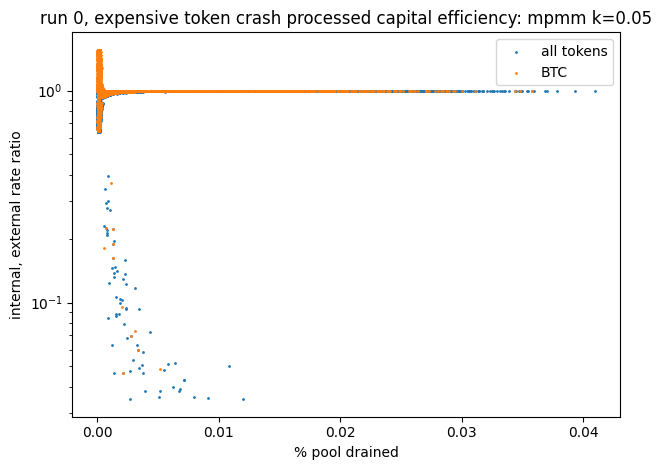 run 0, expensive token crash processed capital efficiency: mpmm k=0.05
all tokens
BTC
internal, external rate ratio
10⁰
10⁻¹
0.00 0.01 0.02 0.03 0.04
% pool drained